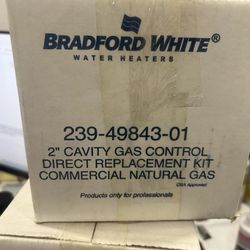 BRADFORD WHITE®
WATER HEATERS
239-49843-01
2" CAVITY GAS CONTROL
DIRECT REPLACEMENT KIT
COMMERCIAL NATURAL GAS
CSA Approved
Products only for professionals